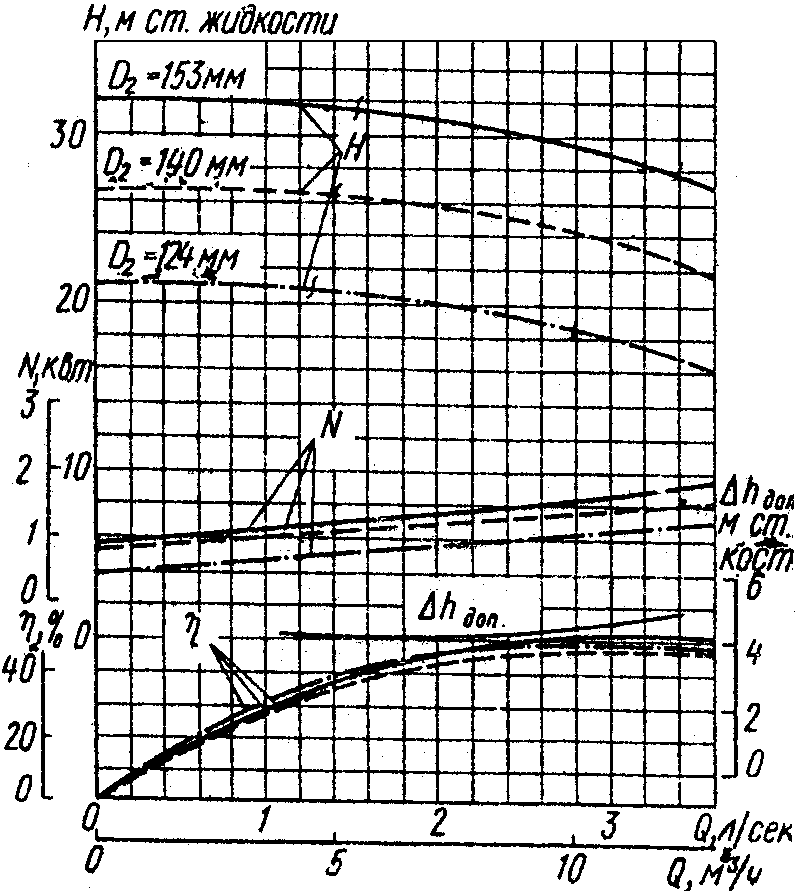 H, м ст. жидкости
D₂ = 153 мм
30
H
D₂ = 140 мм
D₂ = 124 мм
20
N, квт
3
N
2
10
Δh доп.
1
м ст.
кост
0
6
η, %
0
η
Δh доп.
40
4
20
2
0
0
0
1
2
3
Q, л/сек
0
5
10
Q, м³/ч